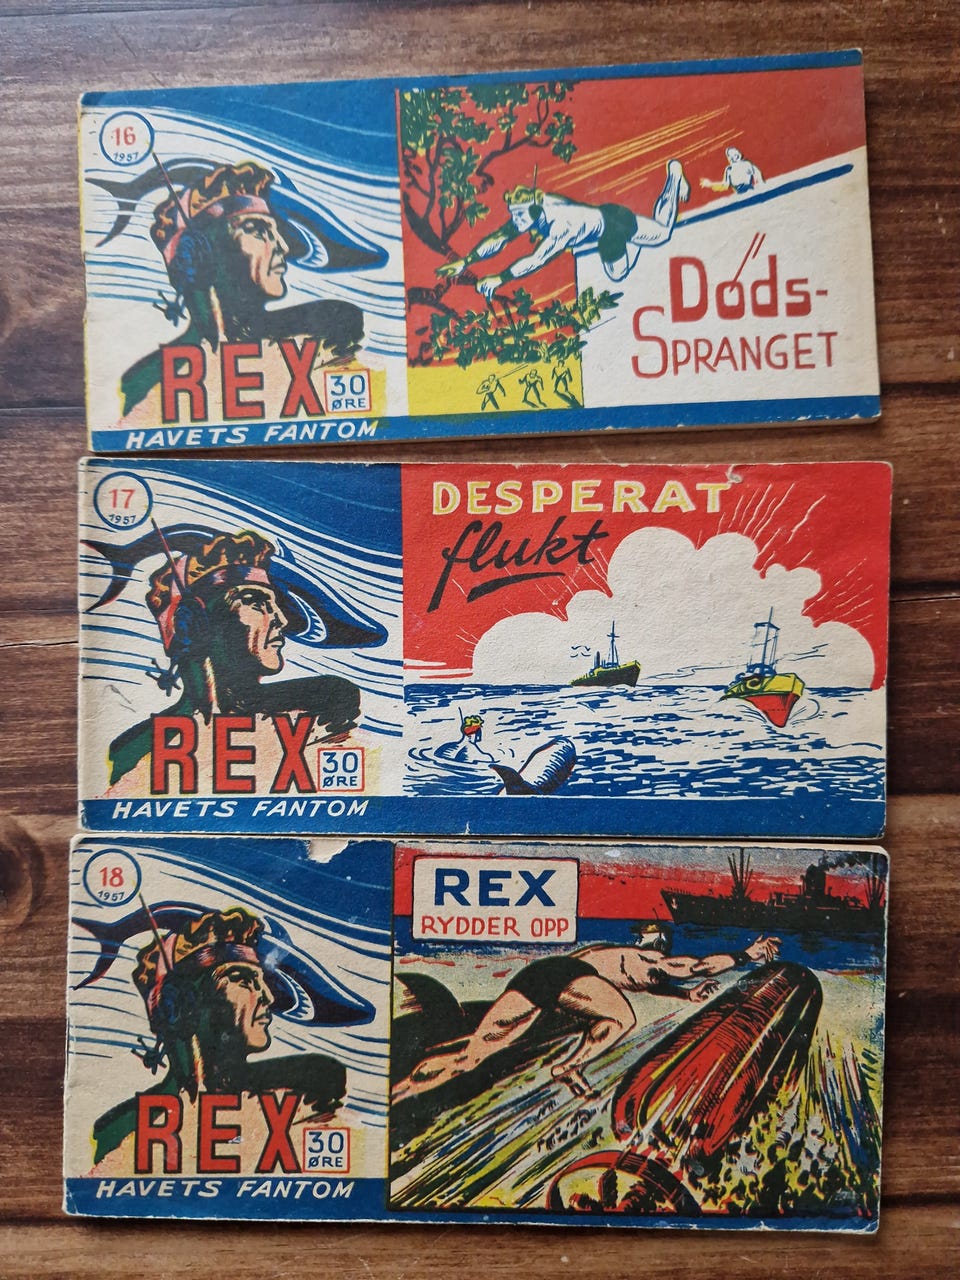 16
1957
REX
30
ØRE
HAVETS FANTOM
Döds-
SPRANGET
17
1957
REX
30
ØRE
HAVETS FANTOM
DESPERAT
flukt
18
1957
REX
30
ØRE
HAVETS FANTOM
REX
RYDDER OPP